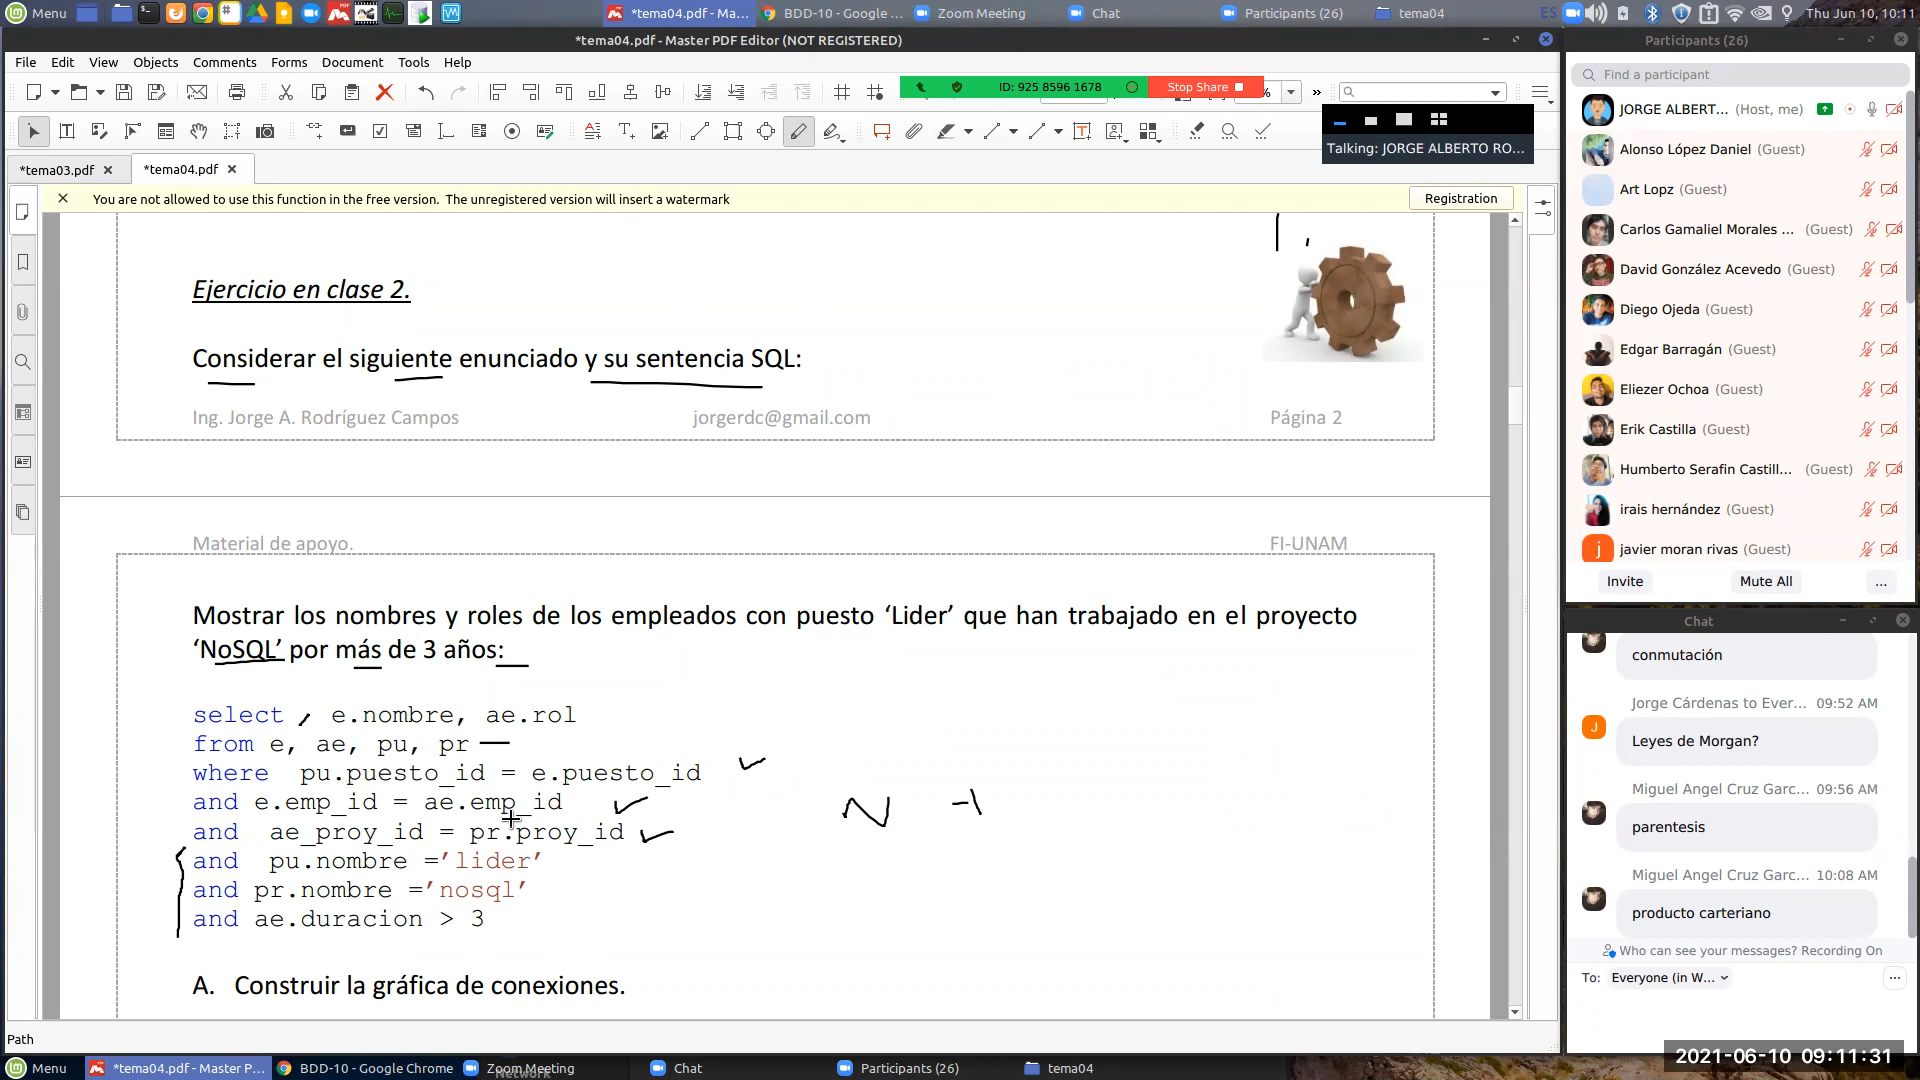 Menu
*tema04.pdf - Ma...
BDD-10 - Google ...
Zoom Meeting
Chat
Participants (26)
tema04
ES
Thu Jun 10, 10:11
*tema04.pdf - Master PDF Editor (NOT REGISTERED)
File Edit View Objects Comments Forms Document Tools Help
ID: 925 8596 1678
Stop Share
%
Talking: JORGE ALBERTO RO...
*tema03.pdf
*tema04.pdf
You are not allowed to use this function in the free version. The unregistered version will insert a watermark
Registration
Ejercicio en clase 2.
Considerar el siguiente enunciado y su sentencia SQL:
Ing. Jorge A. Rodríguez Campos jorgerdc@gmail.com Página 2
Material de apoyo. FI-UNAM
Mostrar los nombres y roles de los empleados con puesto ‘Lider’ que han trabajado en el proyecto
‘NoSQL’ por más de 3 años:
select , e.nombre, ae.rol
from e, ae, pu, pr
where pu.puesto_id = e.puesto_id
and e.emp_id = ae.emp_id
and ae_proy_id = pr.proy_id
and pu.nombre =’lider’
and pr.nombre =’nosql’
and ae.duracion > 3
N -1
A. Construir la gráfica de conexiones.
Path
Participants (26)
Find a participant
JORGE ALBERT... (Host, me)
Alonso López Daniel (Guest)
Art Lopz (Guest)
Carlos Gamaliel Morales ... (Guest)
David González Acevedo (Guest)
Diego Ojeda (Guest)
Edgar Barragán (Guest)
Eliezer Ochoa (Guest)
Erik Castilla (Guest)
Humberto Serafin Castill... (Guest)
irais hernández (Guest)
j
javier moran rivas (Guest)
Invite Mute All ...
Chat
conmutación
Jorge Cárdenas to Ever... 09:52 AM
J
Leyes de Morgan?
Miguel Angel Cruz Garc... 09:56 AM
parentesis
Miguel Angel Cruz Garc... 10:08 AM
producto carteriano
Who can see your messages? Recording On
To: Everyone (in W...
Menu
*tema04.pdf - Master P...
BDD-10 - Google Chrome
Zoom Meeting
Network
Chat
Participants (26)
tema04
2021-06-10 09:11:31